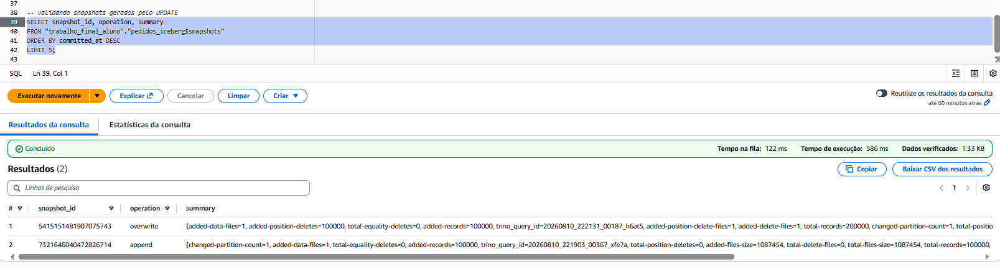 37
38 -- validando snapshots gerados pelo UPDATE
39 SELECT snapshot_id, operation, summary
40 FROM "trabalho_final_aluno"."pedidos_iceberg$snapshots"
41 ORDER BY committed_at DESC
42 LIMIT 5;
43
SQL Ln 39, Col 1
Executar novamente Explicar Cancelar Limpar Criar Reutilize os resultados da consulta
até 60 minutos atrás
Resultados da consulta Estatísticas da consulta
Concluído Tempo na fila: 122 ms Tempo de execução: 586 ms Dados verificados: 1.33 KB
Resultados (2) Copiar Baixar CSV dos resultados
Linhas de pesquisa 1
# snapshot_id operation summary
1 5415151481907075743 overwrite {added-data-files=1, added-position-deletes=100000, total-equality-deletes=0, added-records=100000, trino_query_id=20260810_222131_00187_h6at5, added-position-delete-files=1, added-delete-files=1, total-records=200000, changed-partition-count=1, total-positio
2 7321646040472826714 append {changed-partition-count=1, added-data-files=1, total-equality-deletes=0, added-records=100000, trino_query_id=20260810_221903_00367_xfe7a, total-position-deletes=0, added-files-size=1087454, total-delete-files=0, total-files-size=1087454, total-records=100000,